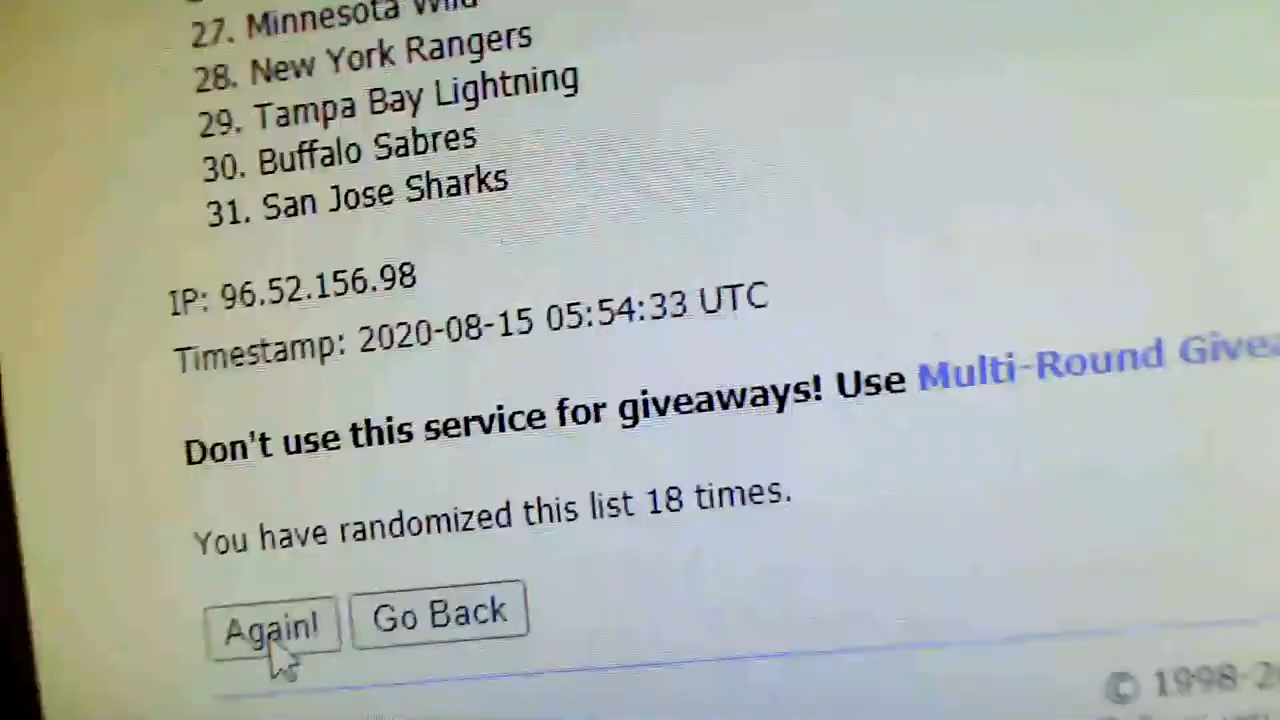 27. Minnesota Wild
28. New York Rangers
29. Tampa Bay Lightning
30. Buffalo Sabres
31. San Jose Sharks
IP: 96.52.156.98
Timestamp: 2020-08-15 05:54:33 UTC
Don't use this service for giveaways! Use Multi-Round
You have randomized this list 18 times.
Again! Go Back
© 1998-2